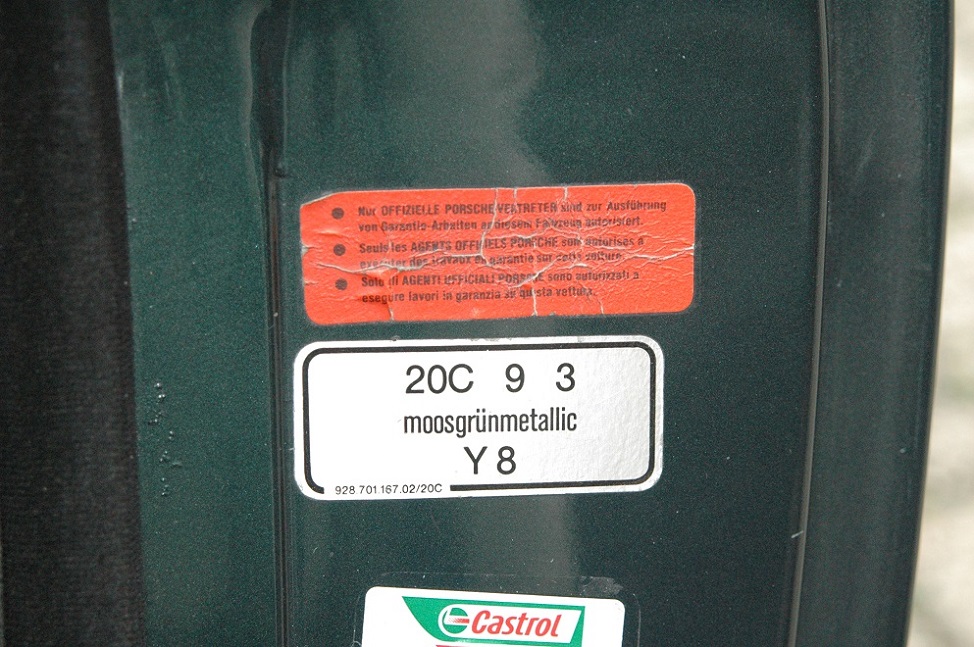 Nur OFFIZIELLE PORSCHE VERTRETER sind zur Ausführung
von Garantie-Arbeiten an diesem Fahrzeug autorisiert.
Seuls les AGENTS OFFICIELS PORSCHE sont autorisés à
exécuter des travaux en garantie sur cette voiture.
Solo gli AGENTI UFFICIALI PORSCHE sono autorizzati a
eseguire lavori in garanzia su questa vettura.
20C 9 3
moosgrünmetallic
Y8
928.701.167.02/20C
Castrol